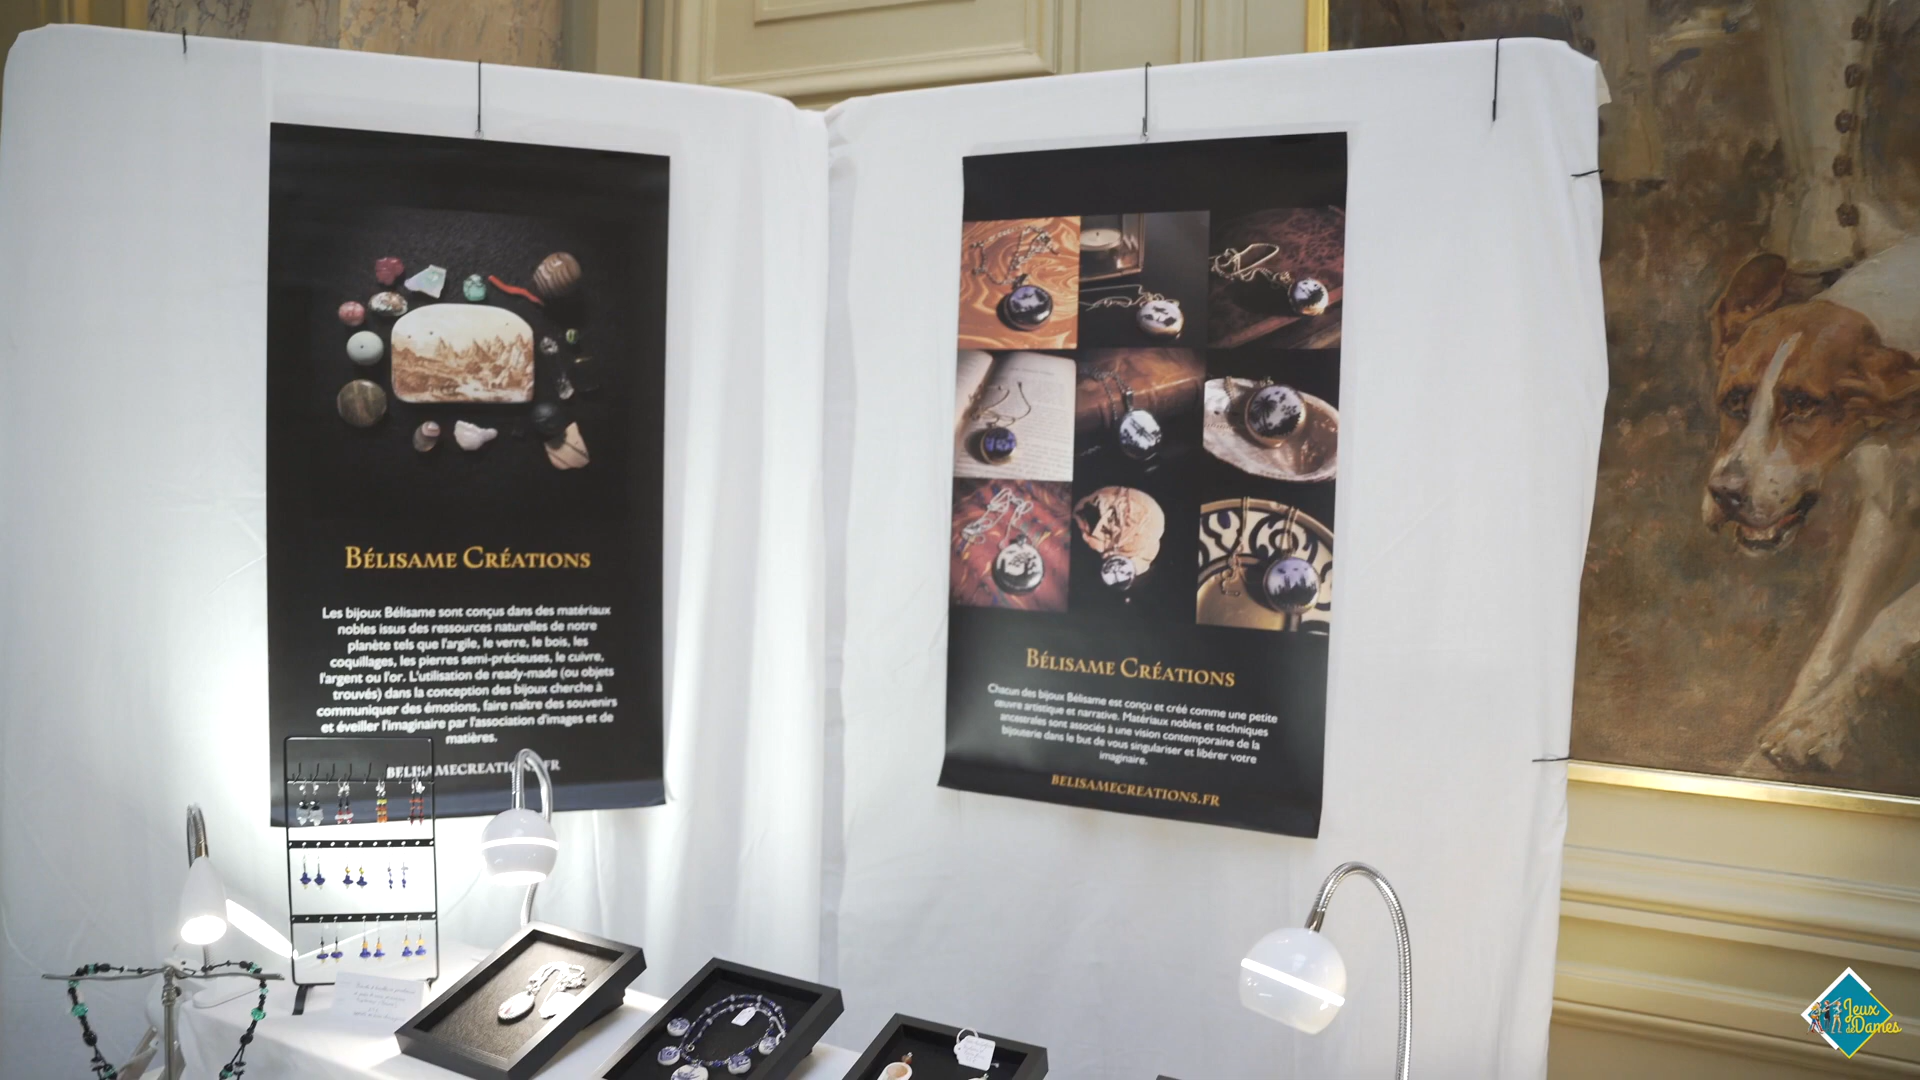 BÉLISAME CRÉATIONS
Les bijoux Bélisame sont conçus dans des matériaux
nobles issus des ressources naturelles de notre
planète tels que l'argile, le verre, le bois, les
coquillages, les pierres semi-précieuses, le cuivre,
l'argent ou l'or. L'utilisation de ready-made (ou objets
trouvés) dans la conception des bijoux cherche à
communiquer des émotions, faire naître des souvenirs
et éveiller l'imaginaire par l'association d'images et de
matières.
BELISAMECREATIONS.FR
BÉLISAME CRÉATIONS
Chacun des bijoux Bélisame est conçu et créé comme une petite
œuvre artistique et narrative. Matériaux nobles et techniques
ancestrales sont associés à une vision contemporaine de la
bijouterie dans le but de vous singulariser et libérer votre
imaginaire.
BELISAMECREATIONS.FR
Jeux
de
Dames